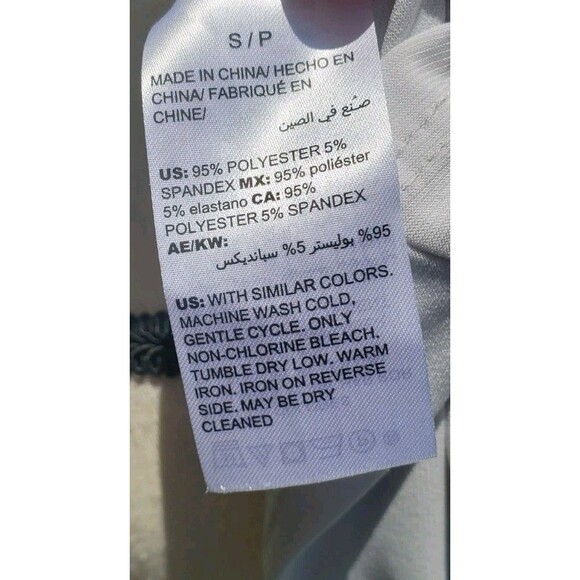 S / P
MADE IN CHINA/ HECHO EN
CHINA/ FABRIQUÉ EN
CHINE/
صنع في الصين
US: 95% POLYESTER 5%
SPANDEX MX: 95% poliéster
5% elastano CA: 95%
POLYESTER 5% SPANDEX
AE/KW:
95% بوليستر 5% سبانديكس
US: WITH SIMILAR COLORS.
MACHINE WASH COLD,
GENTLE CYCLE. ONLY
NON-CHLORINE BLEACH.
TUMBLE DRY LOW. WARM
IRON. IRON ON REVERSE
SIDE. MAY BE DRY
CLEANED